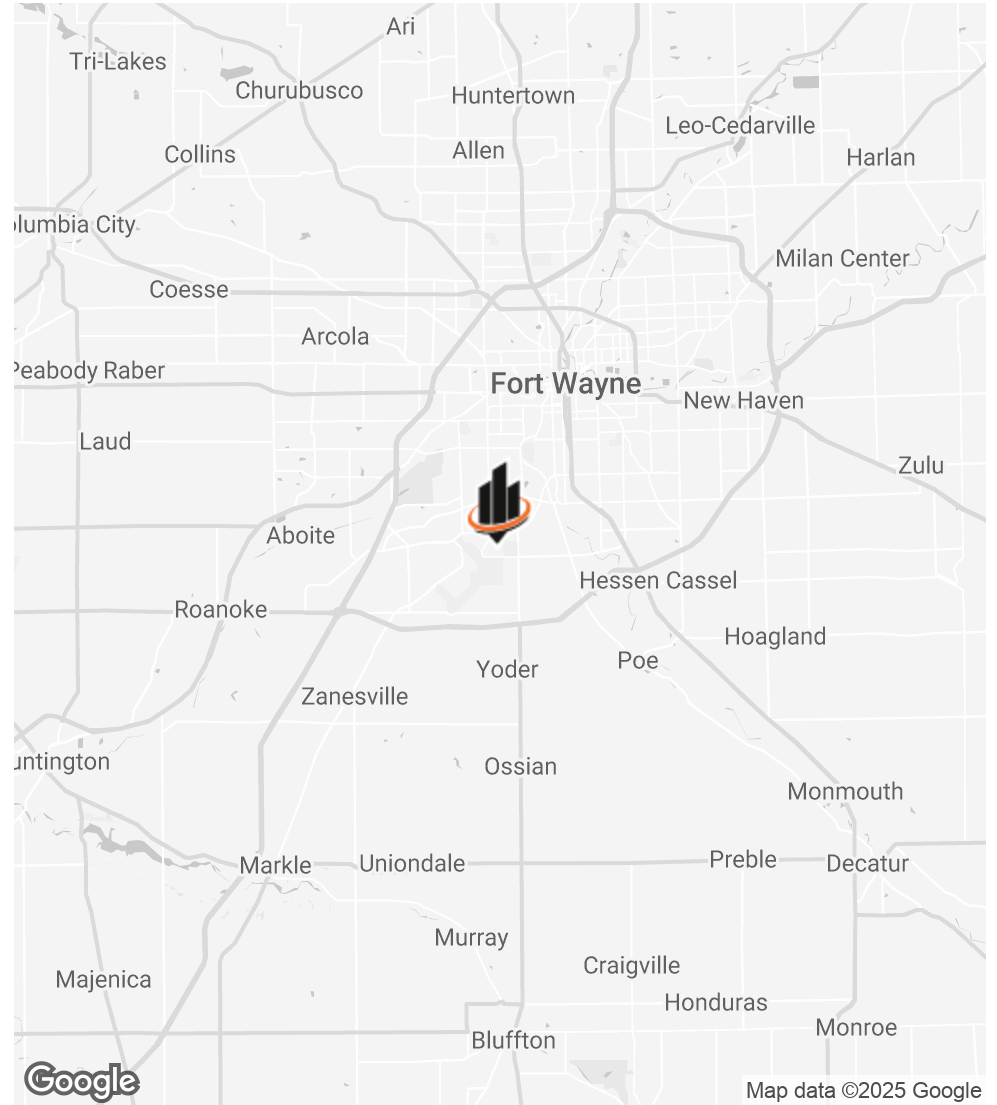 Ari
Tri-Lakes
Churubusco
Huntertown
Leo-Cedarville
Allen
Collins
Harlan
olumbia City
Milan Center
Coesse
Arcola
Peabody Raber
Fort Wayne
New Haven
Laud
Zulu
Aboite
Hessen Cassel
Roanoke
Hoagland
Poe
Yoder
Zanesville
untington
Ossian
Monmouth
Markle
Uniondale
Preble
Decatur
Murray
Craigville
Majenica
Honduras
Monroe
Bluffton
Google
Map data ©2025 Google